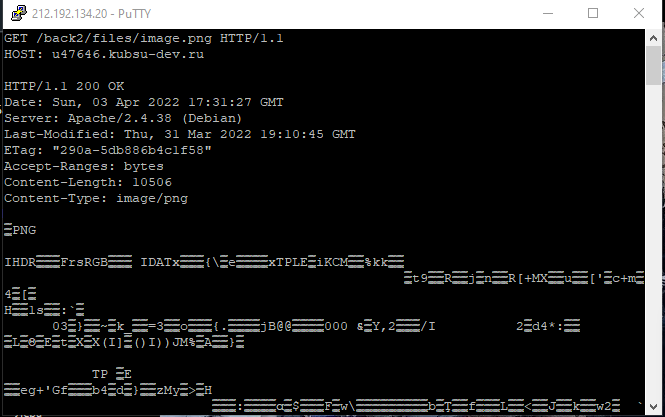 212.192.134.20 - PuTTY
GET /back2/files/image.png HTTP/1.1
HOST: u47646.kubsu-dev.ru
HTTP/1.1 200 OK
Date: Sun, 03 Apr 2022 17:31:27 GMT
Server: Apache/2.4.38 (Debian)
Last-Modified: Thu, 31 Mar 2022 19:10:45 GMT
ETag: "290a-5db886b4c1f58"
Accept-Ranges: bytes
Content-Length: 10506
Content-Type: image/png
PNG
IHDR FrsRGB IDATx {\ e xTPLE iKCM %kk
t9 R j n R[+MX u [' c+m
4 [
H ls :`
03 } ~ k_ =3 o {. jB@@ 000 & Y,2 /I 2 d4*:
L E t X X(I] ()I))JM% A }
TP E
eg+'Gf b4 d } zMy > H
: q $ F w\ b f L < J k w2 `